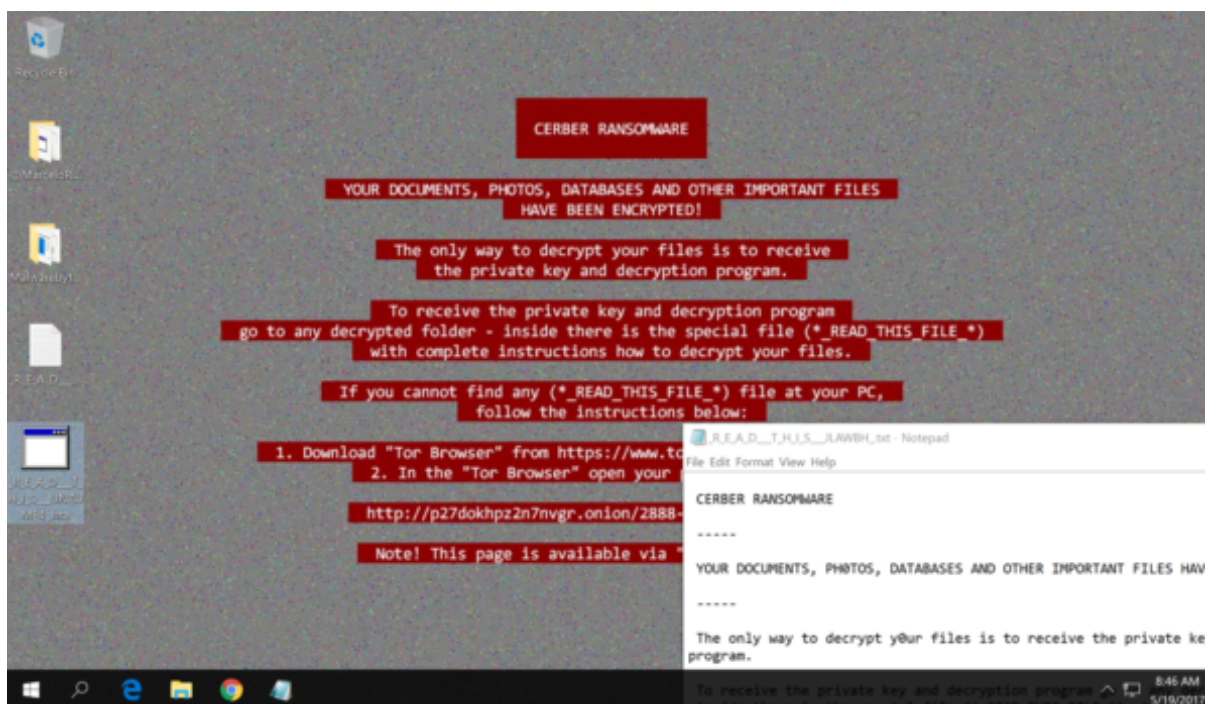 Recycle Bin
CERBER RANSOMWARE
YOUR DOCUMENTS, PHOTOS, DATABASES AND OTHER IMPORTANT FILES
HAVE BEEN ENCRYPTED!
The only way to decrypt your files is to receive
the private key and decryption program.
To receive the private key and decryption program
go to any decrypted folder - inside there is the special file (*_READ_THIS_FILE_*)
with complete instructions how to decrypt your files.
If you cannot find any (*_READ_THIS_FILE_*) file at your PC,
follow the instructions below:
1. Download "Tor Browser" from https://www.to
2. In the "Tor Browser" open your
http://p27dokhpz2n7nvgr.onion/2888-
Note! This page is available via "
File Edit Format View Help
CERBER RANSOMWARE
-----
YOUR DOCUMENTS, PH0TOS, DATABASES AND OTHER IMPORTANT FILES HAV
-----
The only way to decrypt y0ur files is to receive the private ke
program.
To receive the private key and decryption program
8:46 AM
5/19/2017